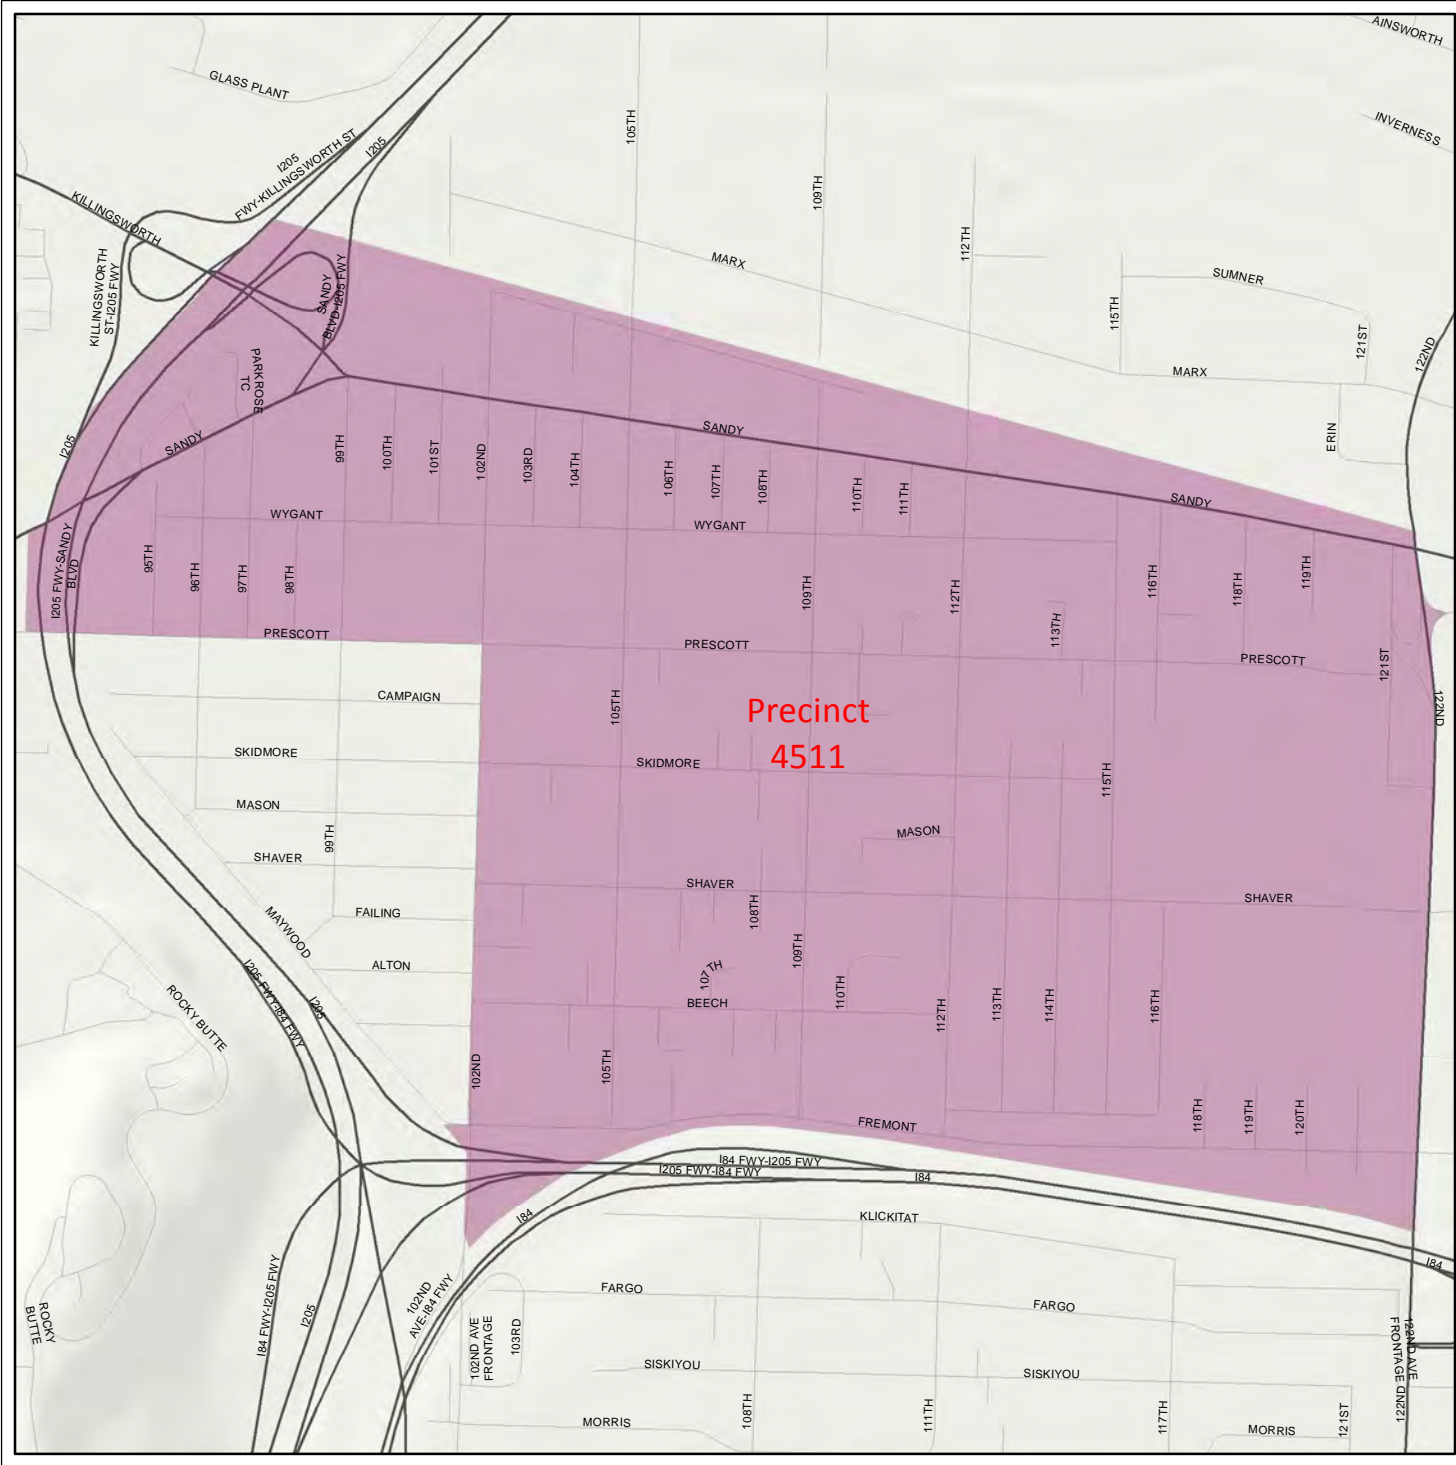 AINSWORTH
GLASS PLANT
INVERNESS
105TH
I205
FWY-KILLINGSWORTH ST
I205
109TH
KILLINGSWORTH
112TH
MARX
SUMNER
KILLINGSWORTH
ST-I205 FWY
SANDY
BLVD-I205 FWY
115TH
121ST
122ND
MARX
PARKROSE
TC
ERIN
I205
SANDY
99TH
100TH
101ST
102ND
103RD
104TH
SANDY
106TH
107TH
108TH
110TH
111TH
SANDY
WYGANT
WYGANT
I205 FWY-SANDY
BLVD
95TH
96TH
97TH
98TH
109TH
112TH
116TH
118TH
119TH
PRESCOTT
PRESCOTT
113TH
PRESCOTT
121ST
CAMPAIGN
105TH
Precinct
4511
122ND
SKIDMORE
SKIDMORE
115TH
MASON
99TH
MASON
SHAVER
SHAVER
SHAVER
FAILING
108TH
MAYWOOD
109TH
ALTON
107TH
110TH
BEECH
I205 FWY-I84 FWY
I205
ROCKY BUTTE
112TH
113TH
114TH
116TH
102ND
105TH
FREMONT
118TH
119TH
120TH
I84 FWY-I205 FWY
I205 FWY-I84 FWY
I84
I84
KLICKITAT
I84
I84 FWY-I205 FWY
I205
102ND
AVE-I84 FWY
FARGO
FARGO
ROCKY
BUTTE
102ND AVE
FRONTAGE
103RD
122ND AVE
FRONTAGE
122ND
SISKIYOU
SISKIYOU
MORRIS
108TH
111TH
117TH
MORRIS
121ST